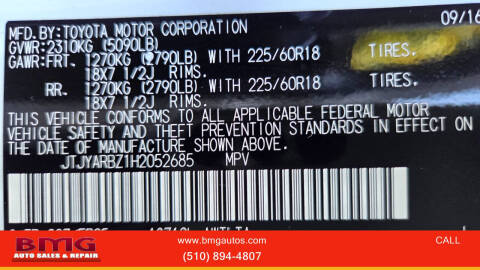 MFD.BY:TOYOTA MOTOR CORPORATION 09/16
GVWR:2310KG (5090LB)
GAWR:FRT. 1270KG (2790LB) WITH 225/60R18 TIRES.
18X7 1/2J RIMS.
RR. 1270KG (2790LB) WITH 225/60R18 TIRES.
18X7 1/2J RIMS.
THIS VEHICLE CONFORMS TO ALL APPLICABLE FEDERAL MOTOR
VEHICLE SAFETY AND THEFT PREVENTION STANDARDS IN EFFECT ON
THE DATE OF MANUFACTURE SHOWN ABOVE.
JTJYARBZ1H2052685 MPV
BMG
AUTO SALES & REPAIR
www.bmgautos.com
(510) 894-4807
CALL